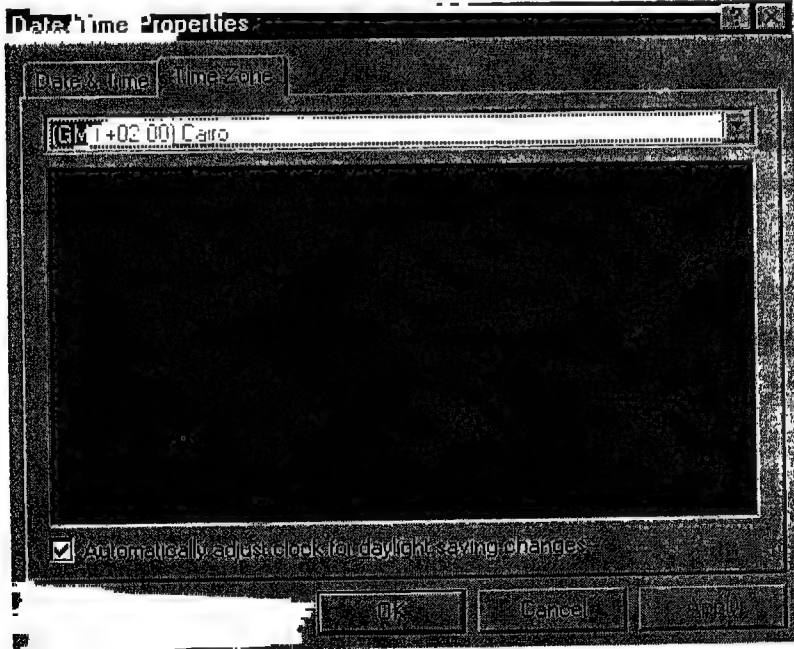 Date/Time Properties
Date & Time
Time Zone
(GMT+02:00) Cairo
Automatically adjust clock for daylight saving changes
OK
Cancel
Apply